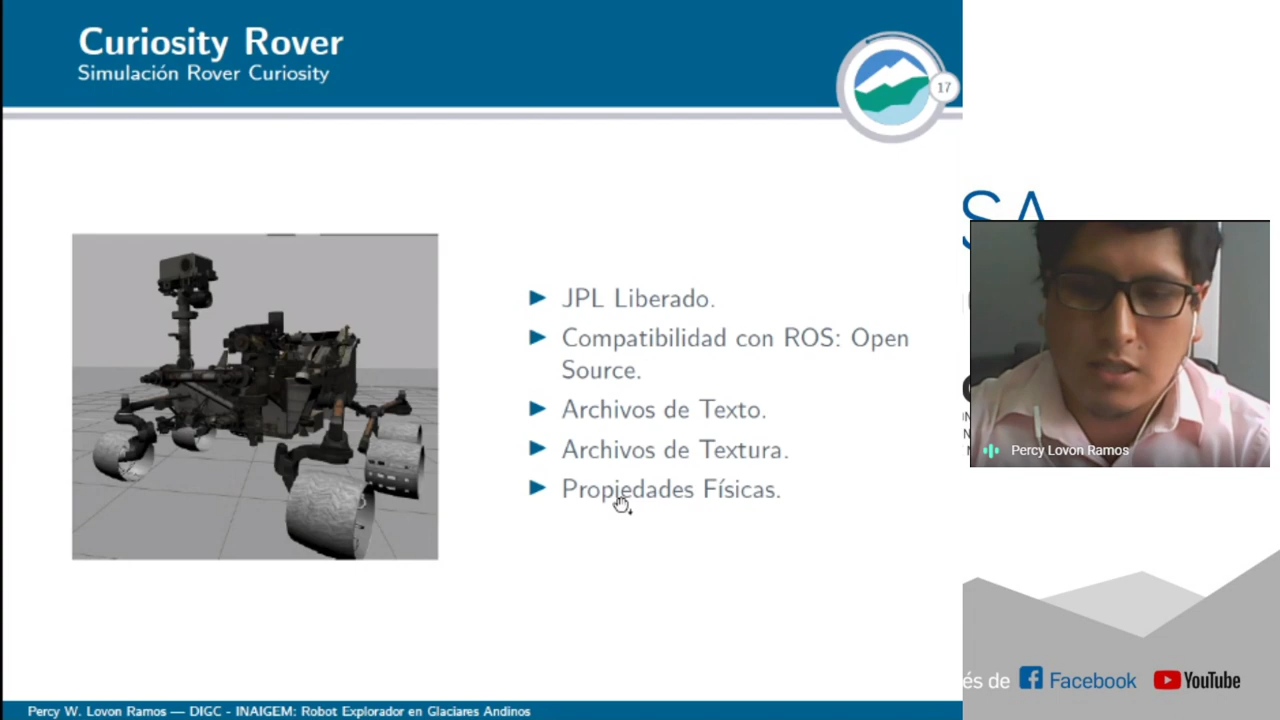 Curiosity Rover
Simulación Rover Curiosity
17
JPL Liberado.
Compatibilidad con ROS: Open
Source.
Archivos de Texto.
Archivos de Textura.
Propiedades Físicas.
Percy W. Lovon Ramos — DIGC - INAIGEM: Robot Explorador en Glaciares Andinos
SA
Percy Lovon Ramos
és de Facebook YouTube